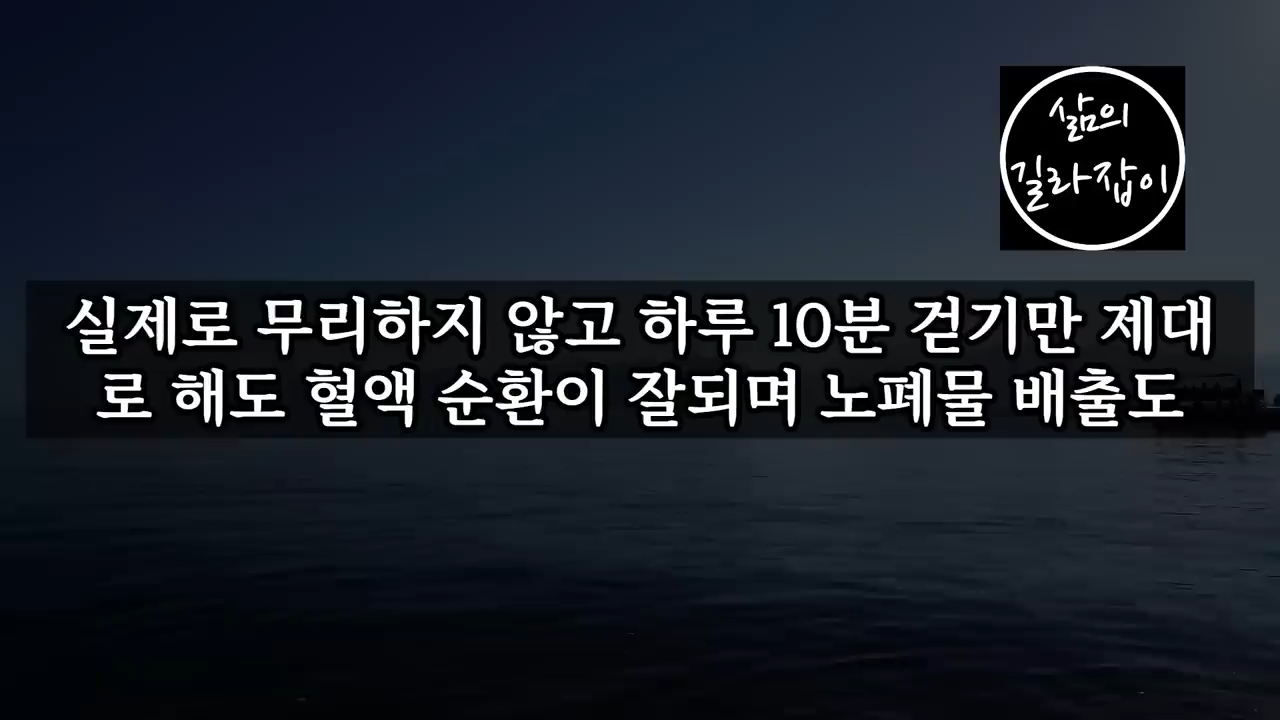 삶의
길라잡이
실제로 무리하지 않고 하루 10분 걷기만 제대
로 해도 혈액 순환이 잘되며 노폐물 배출도